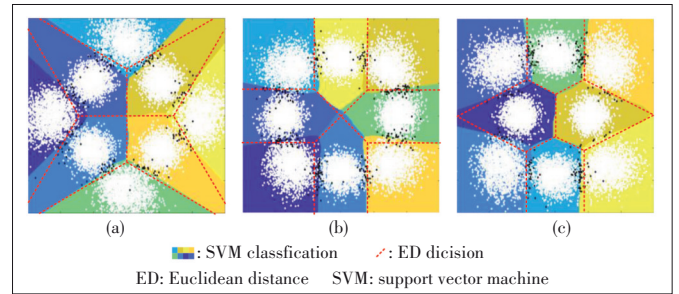 (a) (b) (c)
: SVM classfication : ED dicision
ED: Euclidean distance SVM: support vector machine